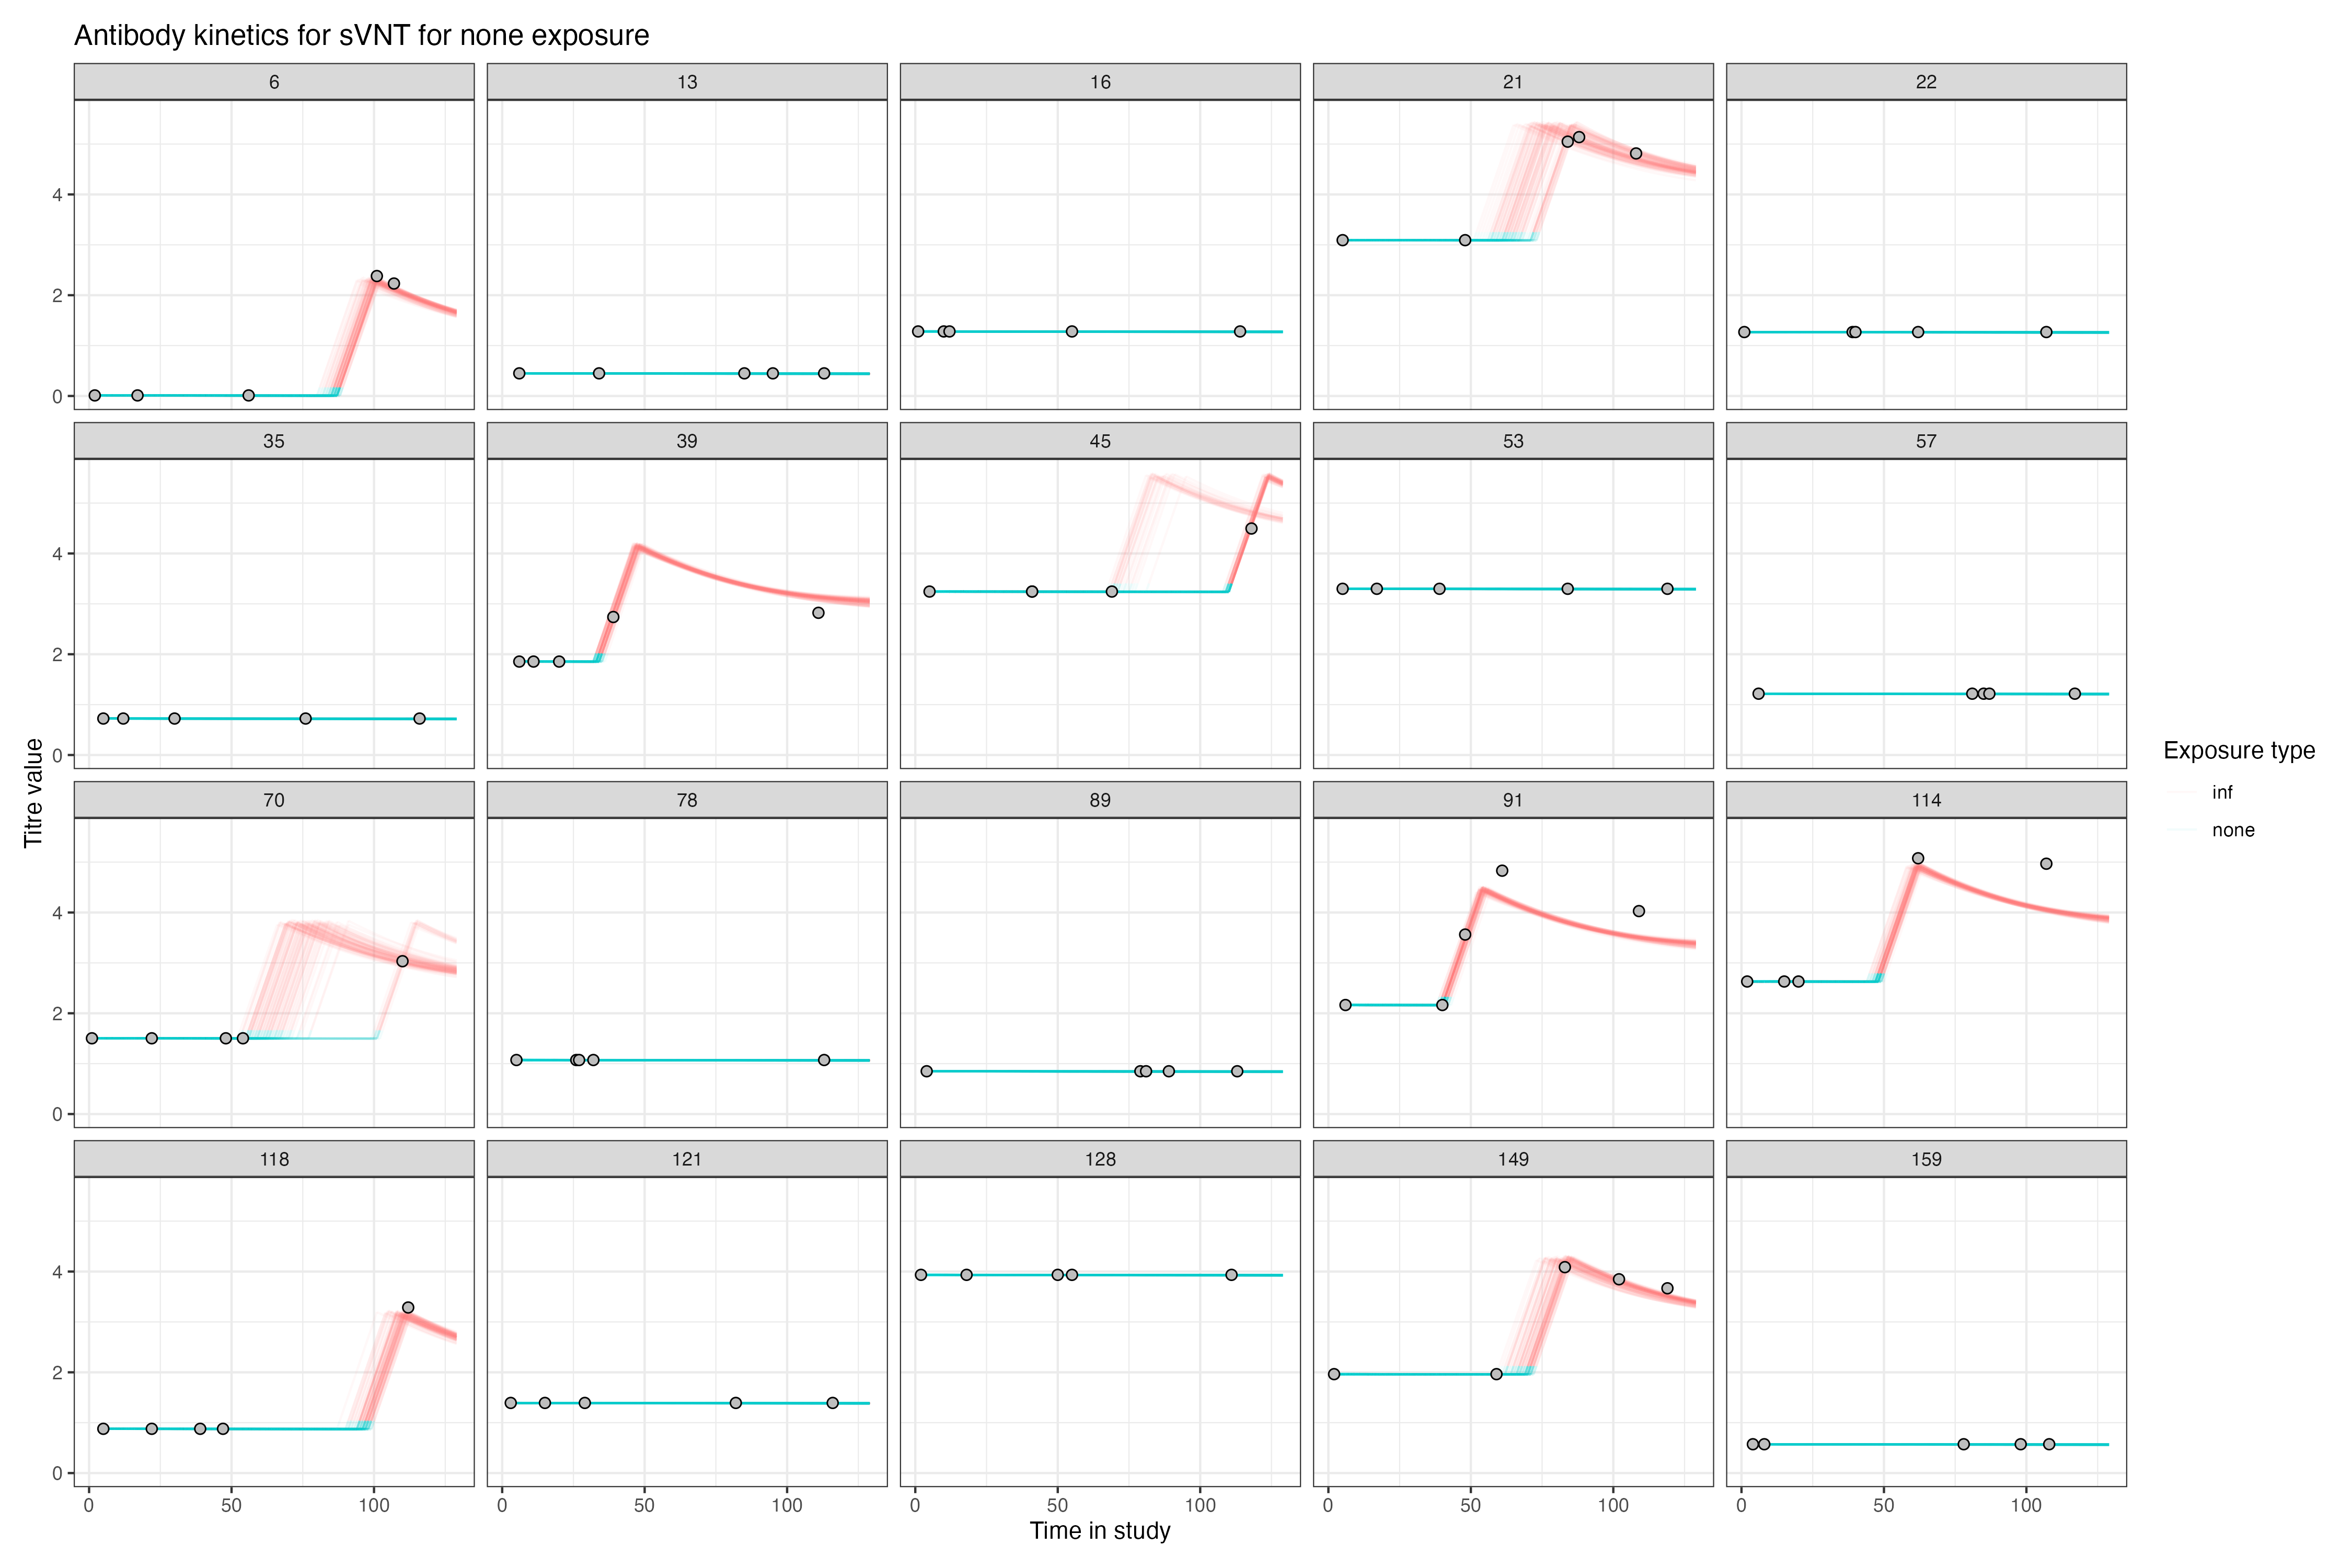 Antibody kinetics for sVNT for none exposure
6 13 16 21 22
4
2
0
35 39 45 53 57
4
2
0
Titre value
Exposure type
inf
none
70 78 89 91 114
4
2
0
118 121 128 149 159
4
2
0
0 50 100 0 50 100 0 50 100 0 50 100 0 50 100
Time in study